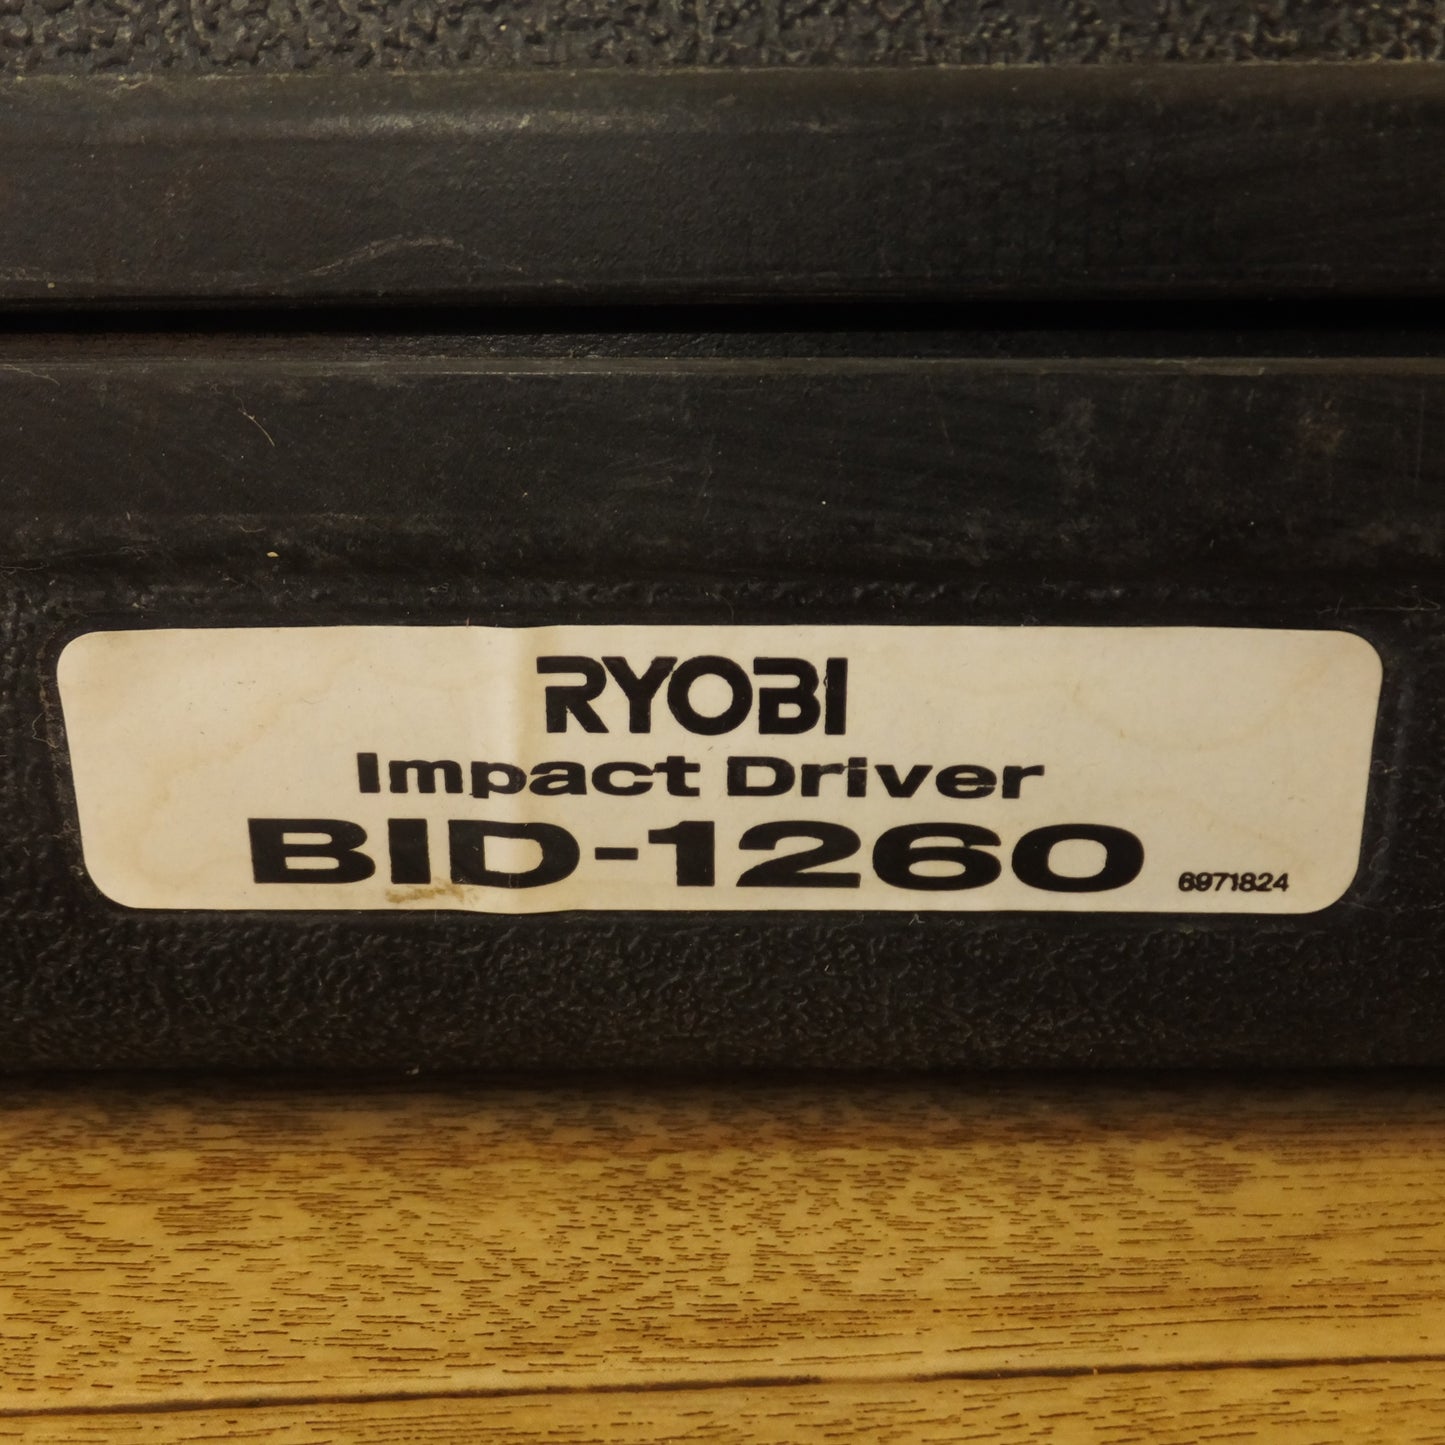 RYOBI
Impact Driver
BID-1260
6971824